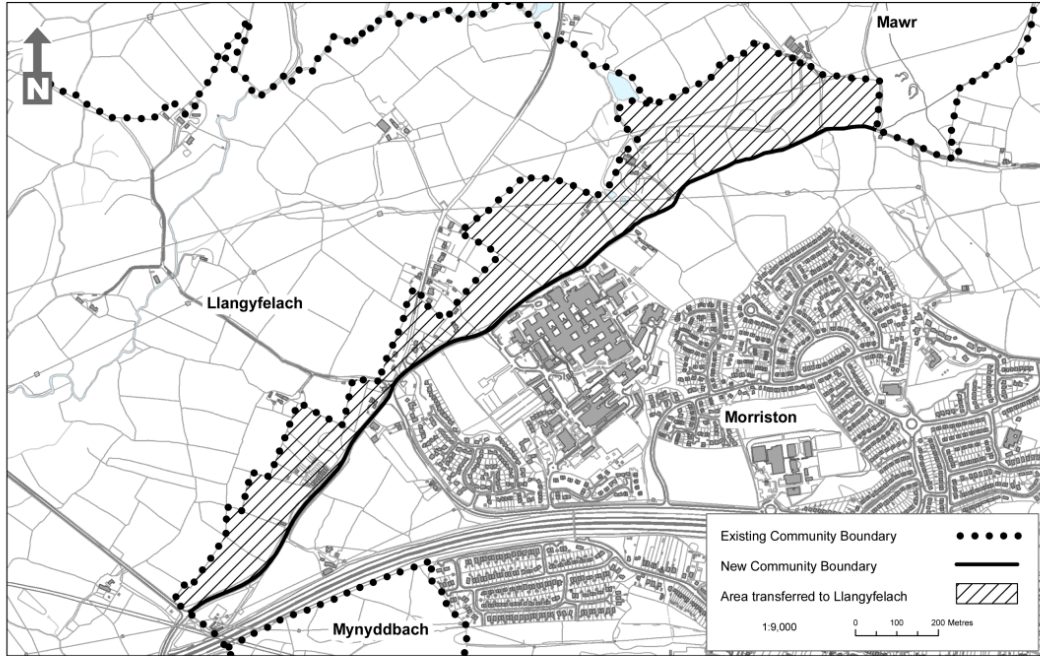 Mawr
N
Llangyfelach
Morriston
Mynyddbach
Existing Community Boundary
New Community Boundary
Area transferred to Llangyfelach
1:9,000
0 100 200 Metres